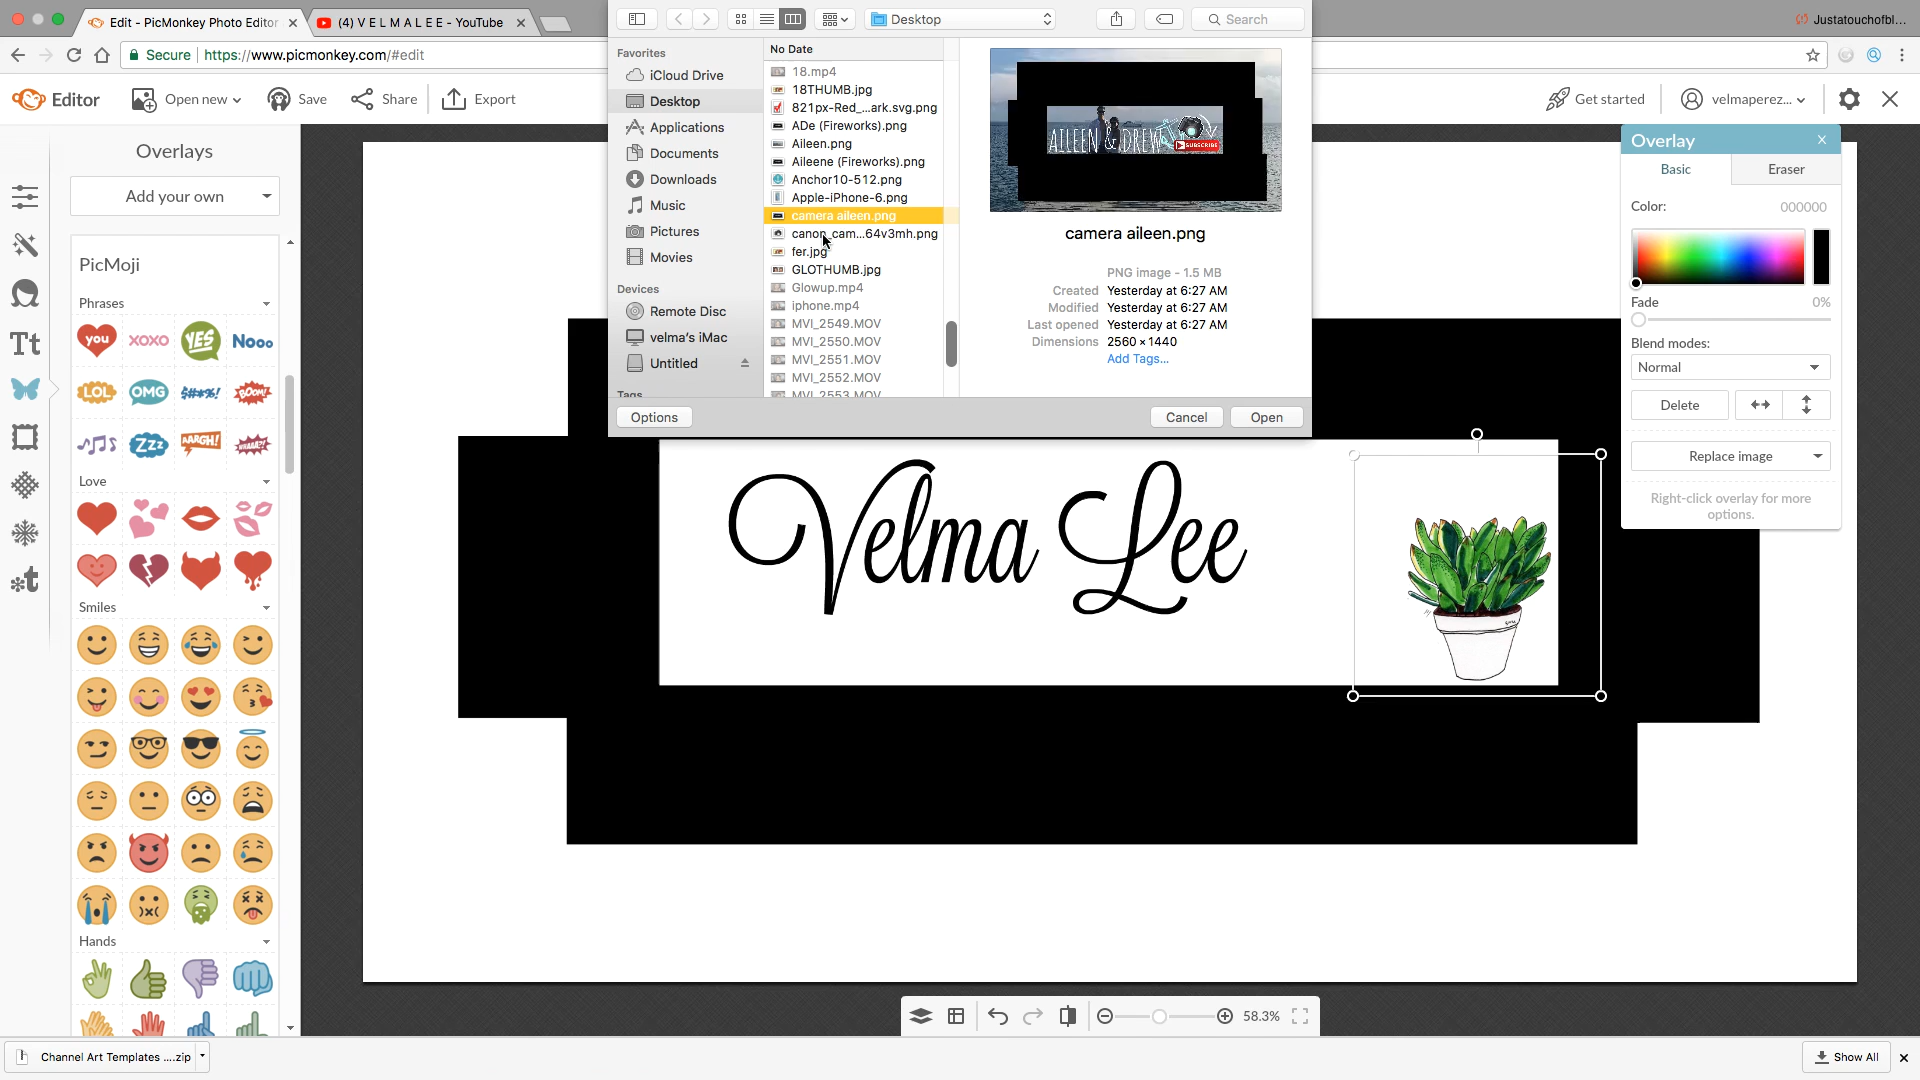 Edit - PicMonkey Photo Editor
(4) V E L M A L E E - YouTube
Justatouchofbl...
Secure
https://www.picmonkey.com/#edit
Editor
Open new
Save
Share
Export
Get started
velmaperez...
Overlays
Add your own
PicMoji
Phrases
you
XOXO
YES
Nooo
LOL
OMG
$#*%!
BOOM!
Zzz
AARGH!
Love
Smiles
Hands
Desktop
Search
Favorites
iCloud Drive
Desktop
Applications
Documents
Downloads
Music
Pictures
Movies
Devices
Remote Disc
velma's iMac
Untitled
Tags
No Date
18.mp4
18THUMB.jpg
821px-Red_...ark.svg.png
ADe (Fireworks).png
Aileen.png
Aileene (Fireworks).png
Anchor10-512.png
Apple-iPhone-6.png
camera aileen.png
canon_cam...64v3mh.png
fer.jpg
GLOTHUMB.jpg
Glowup.mp4
iphone.mp4
MVI_2549.MOV
MVI_2550.MOV
MVI_2551.MOV
MVI_2552.MOV
MVI_2553.MOV
AILEEN & DREW
SUBSCRIBE
camera aileen.png
PNG image - 1.5 MB
Created Yesterday at 6:27 AM
Modified Yesterday at 6:27 AM
Last opened Yesterday at 6:27 AM
Dimensions 2560 × 1440
Add Tags...
Options
Cancel
Open
Velma Lee
Overlay
Basic
Eraser
Color:
000000
Fade
0%
Blend modes:
Normal
Delete
Replace image
Right-click overlay for more
options.
58.3%
Channel Art Templates ....zip
Show All